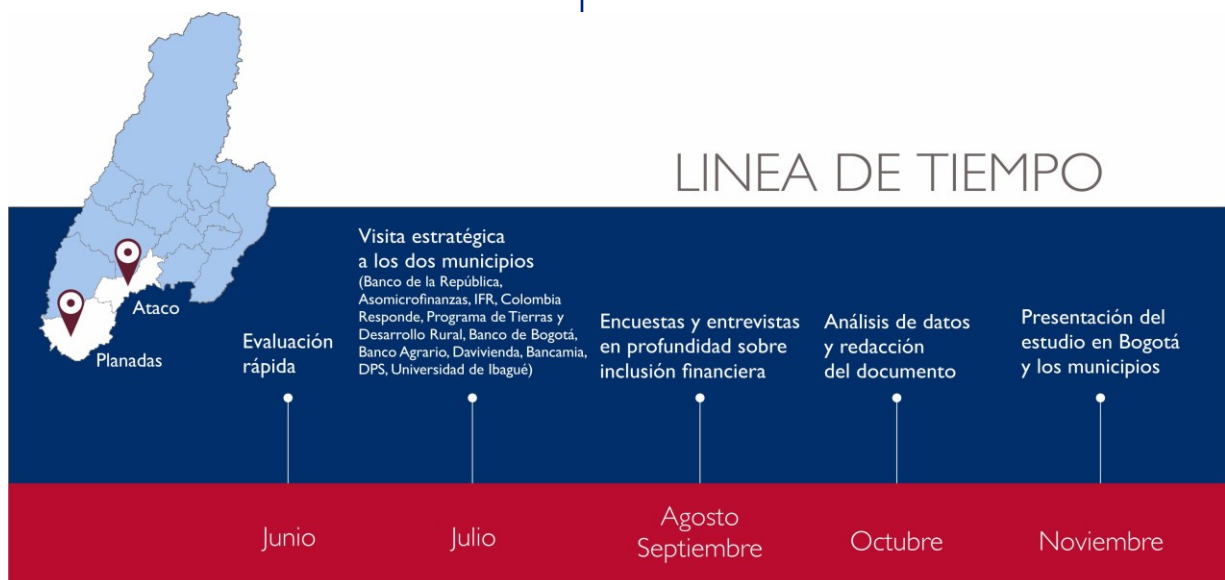 LINEA DE TIEMPO
Ataco
Planadas
Evaluación
rápida
Visita estratégica
a los dos municipios
(Banco de la República,
Asomicrofinanzas, IFR, Colombia
Responde, Programa de Tierras y
Desarrollo Rural, Banco de Bogotá,
Banco Agrario, Davivienda, Bancamia,
DPS, Universidad de Ibagué)
Encuestas y entrevistas
en profundidad sobre
inclusión financiera
Análisis de datos
y redacción
del documento
Presentación del
estudio en Bogotá
y los municipios
Junio
Julio
Agosto
Septiembre
Octubre
Noviembre